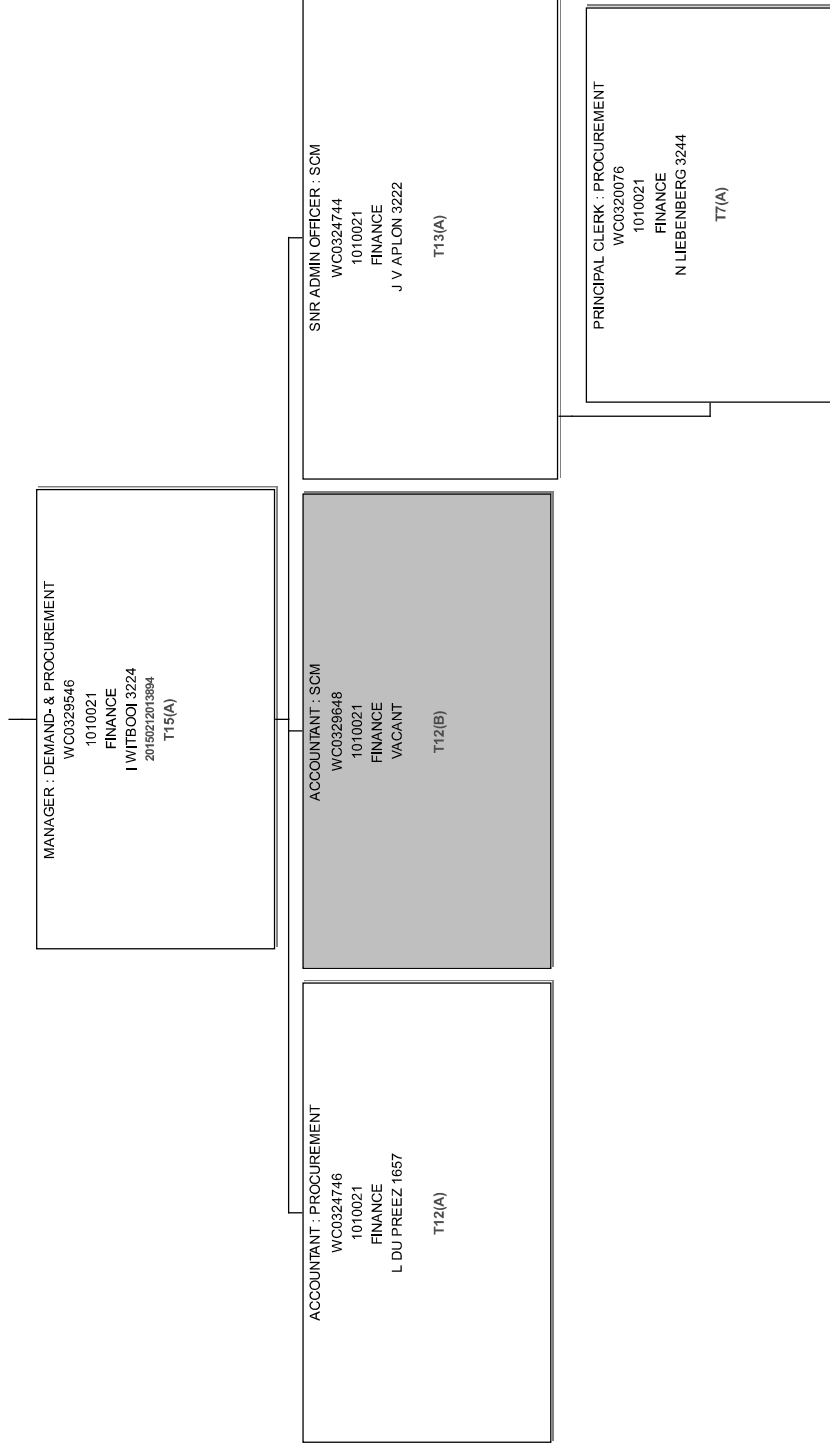 MANAGER : DEMAND- & PROCUREMENT
WC0329546
1010021
FINANCE
I WITBOOI 3224
20150212013894
T15(A)
ACCOUNTANT : PROCUREMENT
WC0324746
1010021
FINANCE
L DU PREEZ 1657
T12(A)
ACCOUNTANT : SCM
WC0329648
1010021
FINANCE
VACANT
T12(B)
SNR ADMIN OFFICER : SCM
WC0324744
1010021
FINANCE
J V APLON 3222
T13(A)
PRINCIPAL CLERK : PROCUREMENT
WC0320076
1010021
FINANCE
N LIEBENBERG 3244
T7(A)